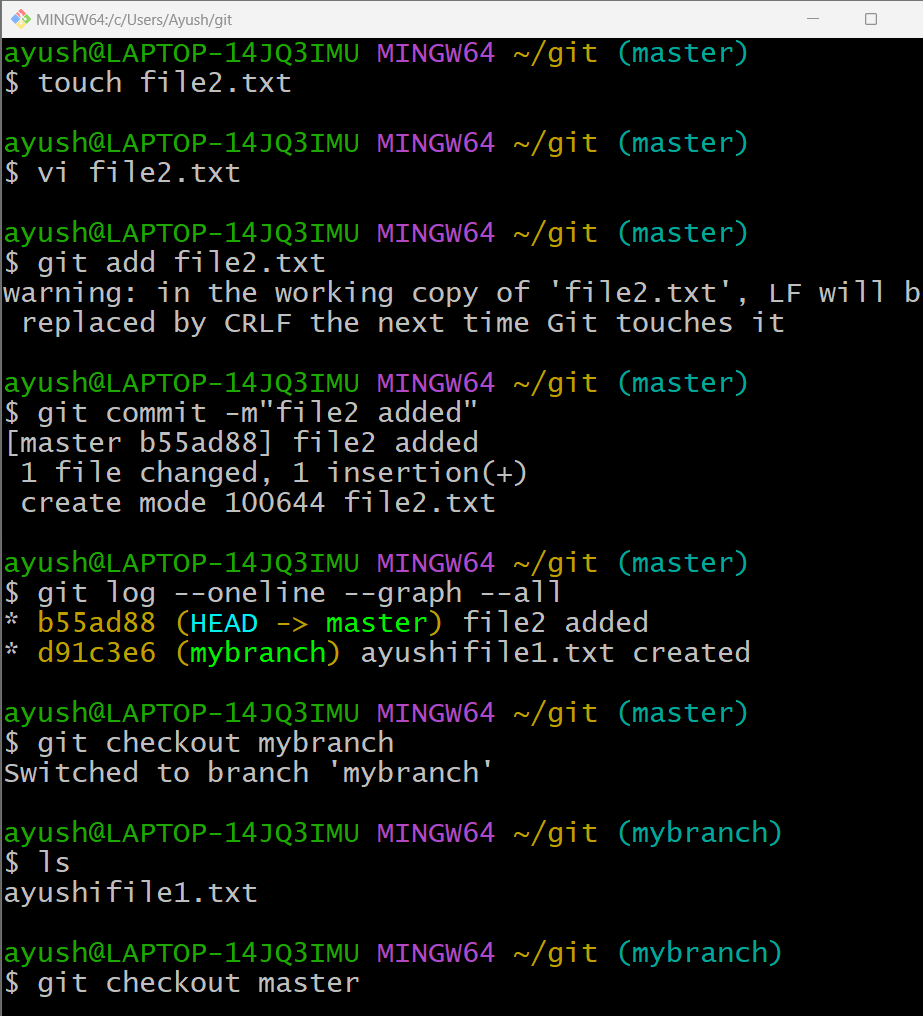 MINGW64:/c/Users/Ayush/git
ayush@LAPTOP-14JQ3IMU MINGW64 ~/git (master)
$ touch file2.txt
ayush@LAPTOP-14JQ3IMU MINGW64 ~/git (master)
$ vi file2.txt
ayush@LAPTOP-14JQ3IMU MINGW64 ~/git (master)
$ git add file2.txt
warning: in the working copy of 'file2.txt', LF will b
 replaced by CRLF the next time Git touches it
ayush@LAPTOP-14JQ3IMU MINGW64 ~/git (master)
$ git commit -m"file2 added"
[master b55ad88] file2 added
 1 file changed, 1 insertion(+)
 create mode 100644 file2.txt
ayush@LAPTOP-14JQ3IMU MINGW64 ~/git (master)
$ git log --oneline --graph --all
* b55ad88 (HEAD -> master) file2 added
* d91c3e6 (mybranch) ayushifile1.txt created
ayush@LAPTOP-14JQ3IMU MINGW64 ~/git (master)
$ git checkout mybranch
Switched to branch 'mybranch'
ayush@LAPTOP-14JQ3IMU MINGW64 ~/git (mybranch)
$ ls
ayushifile1.txt
ayush@LAPTOP-14JQ3IMU MINGW64 ~/git (mybranch)
$ git checkout master